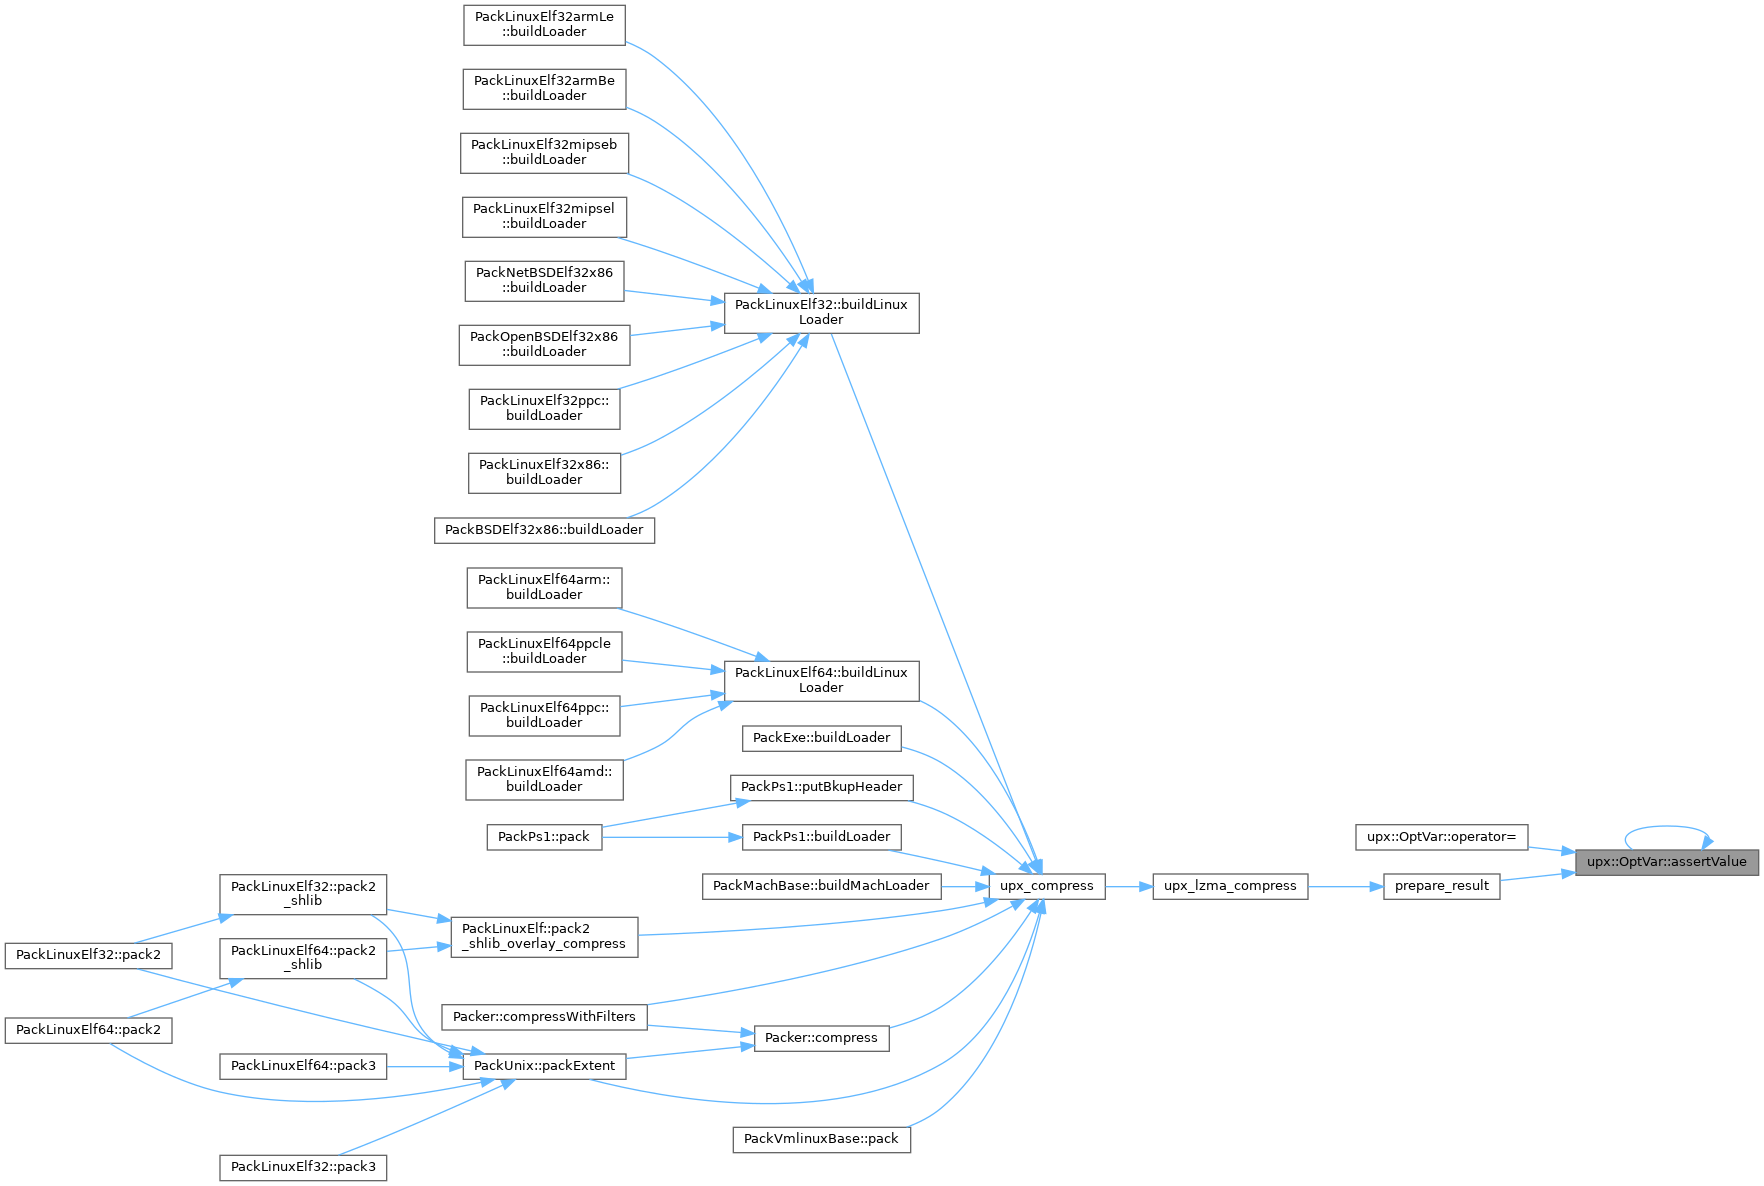 PackLinuxElf32armLe
::buildLoader
PackLinuxElf32armBe
::buildLoader
PackLinuxElf32mipseb
::buildLoader
PackLinuxElf32mipsel
::buildLoader
PackNetBSDElf32x86
::buildLoader
PackLinuxElf32::buildLinux
Loader
PackOpenBSDElf32x86
::buildLoader
PackLinuxElf32ppc::
buildLoader
PackLinuxElf32x86::
buildLoader
PackBSDElf32x86::buildLoader
PackLinuxElf64arm::
buildLoader
PackLinuxElf64ppcle
::buildLoader
PackLinuxElf64::buildLinux
Loader
PackLinuxElf64ppc::
buildLoader
PackExe::buildLoader
PackLinuxElf64amd::
buildLoader
PackPs1::putBkupHeader
PackPs1::pack
PackPs1::buildLoader
upx::OptVar::operator=
upx::OptVar::assertValue
PackMachBase::buildMachLoader
upx_compress
upx_lzma_compress
prepare_result
PackLinuxElf32::pack2
_shlib
PackLinuxElf::pack2
_shlib_overlay_compress
PackLinuxElf32::pack2
PackLinuxElf64::pack2
_shlib
Packer::compressWithFilters
PackLinuxElf64::pack2
Packer::compress
PackLinuxElf64::pack3
PackUnix::packExtent
PackVmlinuxBase::pack
PackLinuxElf32::pack3